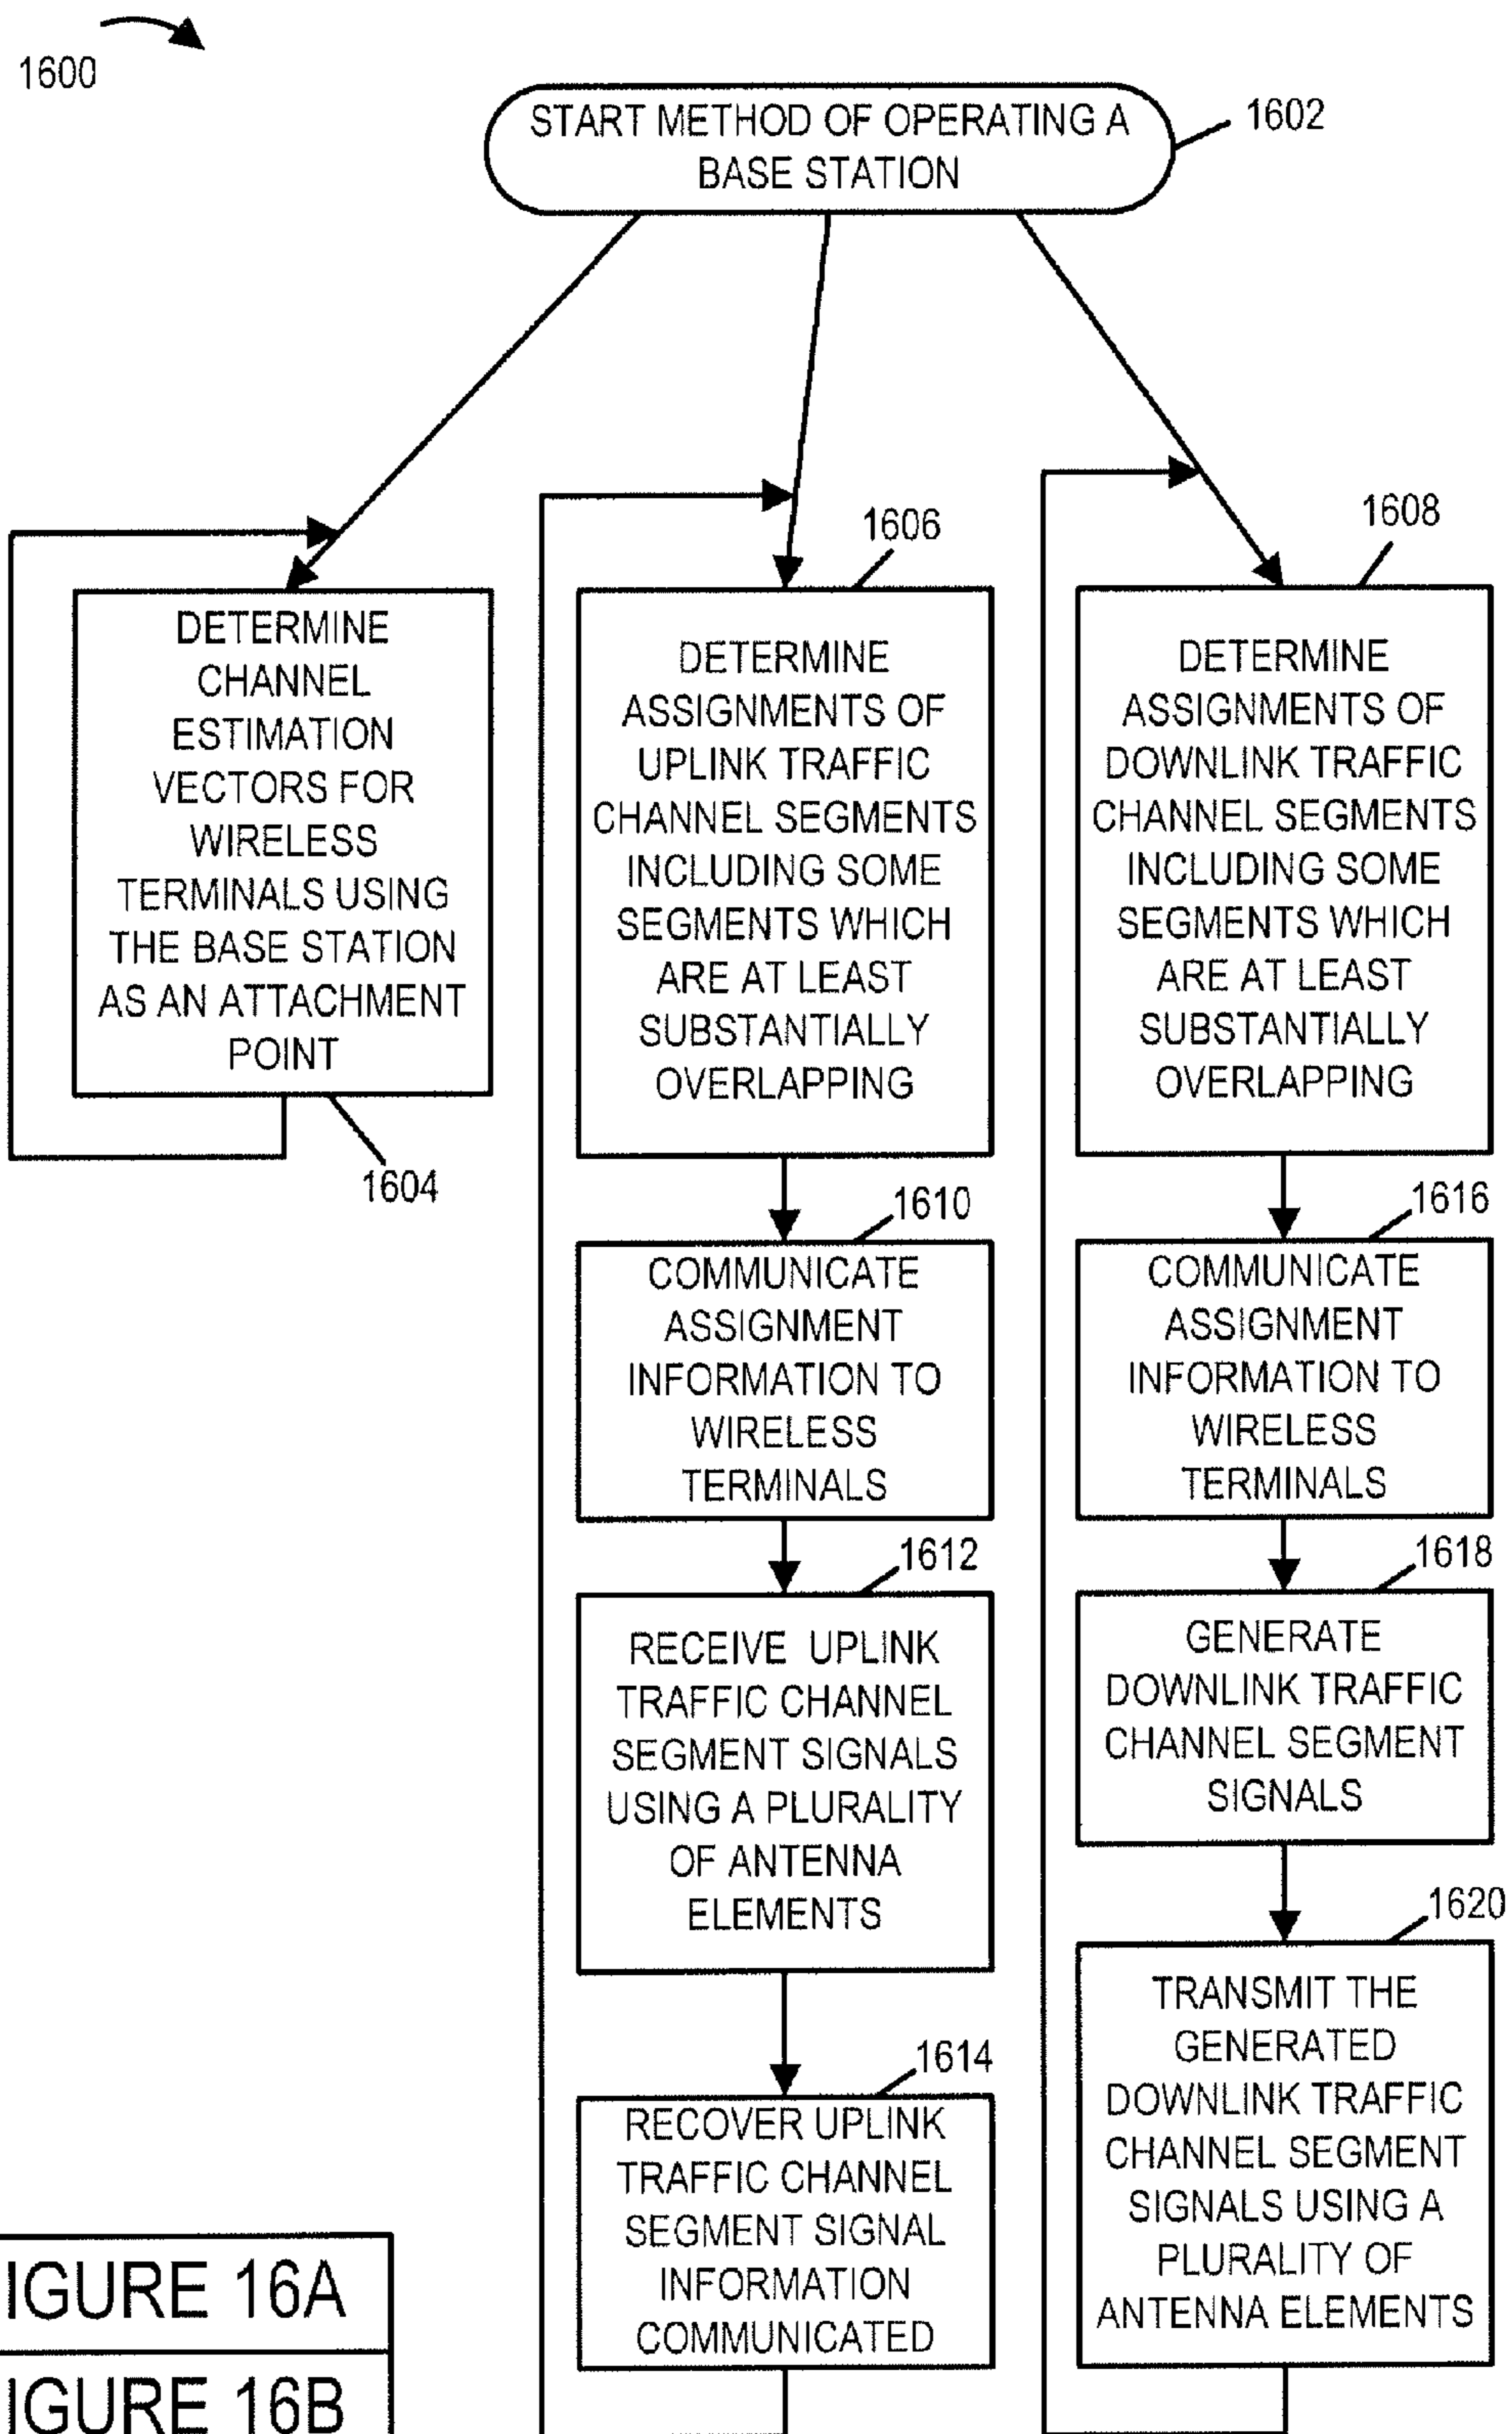 1600
START METHOD OF OPERATING A
BASE STATION
1602
1604
DETERMINE
CHANNEL
ESTIMATION
VECTORS FOR
WIRELESS
TERMINALS USING
THE BASE STATION
AS AN ATTACHMENT
POINT
1606
DETERMINE
ASSIGNMENTS OF
UPLINK TRAFFIC
CHANNEL SEGMENTS
INCLUDING SOME
SEGMENTS WHICH
ARE AT LEAST
SUBSTANTIALLY
OVERLAPPING
1610
COMMUNICATE
ASSIGNMENT
INFORMATION TO
WIRELESS
TERMINALS
1612
RECEIVE UPLINK
TRAFFIC CHANNEL
SEGMENT SIGNALS
USING A PLURALITY
OF ANTENNA
ELEMENTS
1614
RECOVER UPLINK
TRAFFIC CHANNEL
SEGMENT SIGNAL
INFORMATION
COMMUNICATED
1608
DETERMINE
ASSIGNMENTS OF
DOWNLINK TRAFFIC
CHANNEL SEGMENTS
INCLUDING SOME
SEGMENTS WHICH
ARE AT LEAST
SUBSTANTIALLY
OVERLAPPING
1616
COMMUNICATE
ASSIGNMENT
INFORMATION TO
WIRELESS
TERMINALS
1618
GENERATE
DOWNLINK TRAFFIC
CHANNEL SEGMENT
SIGNALS
1620
TRANSMIT THE
GENERATED
DOWNLINK TRAFFIC
CHANNEL SEGMENT
SIGNALS USING A
PLURALITY OF
ANTENNA ELEMENTS
IGURE 16A
IGURE 16B